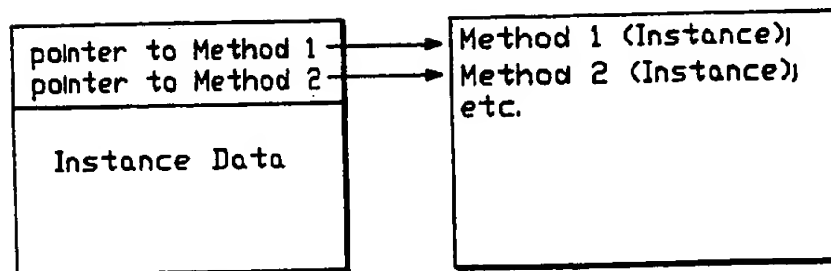 pointer to Method 1
pointer to Method 2
Instance Data
Method 1 (Instance);
Method 2 (Instance);
etc.